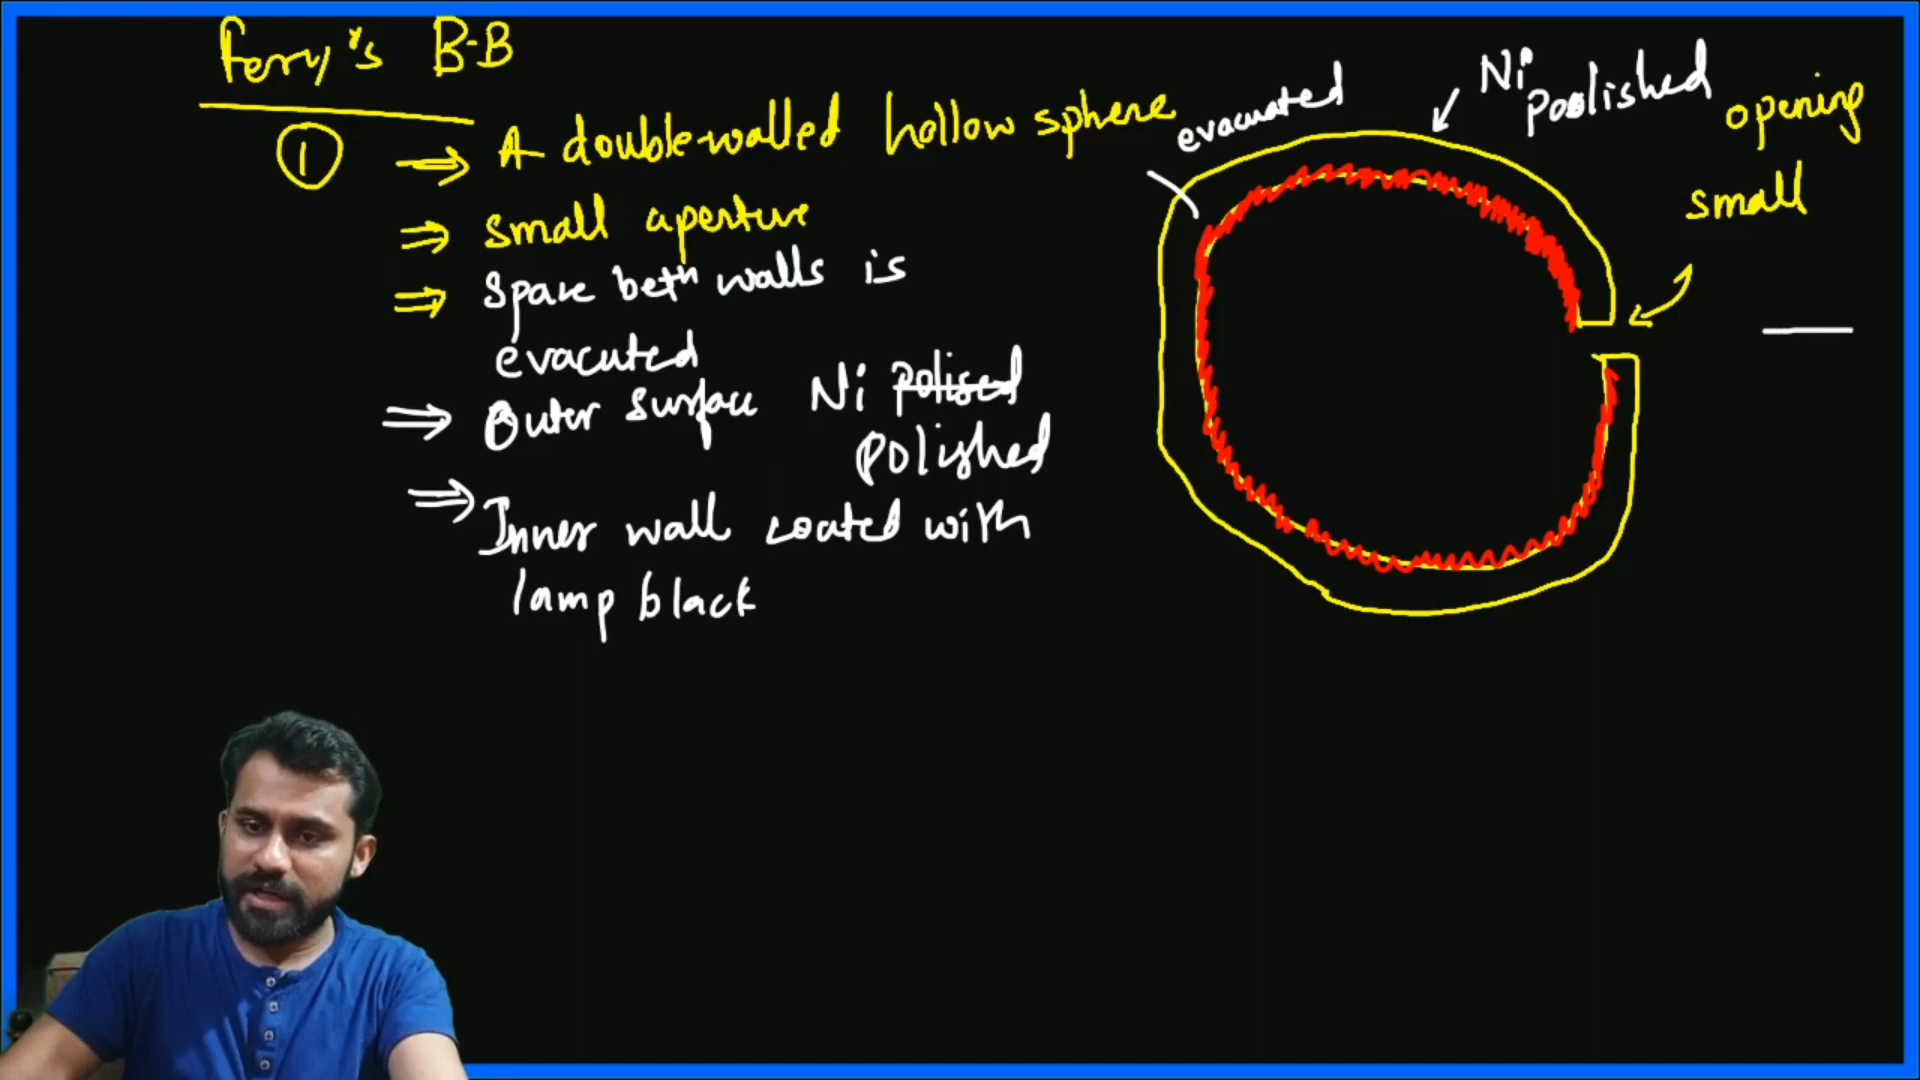 Ferry's B-B
1 ⇒ A double-walled hollow sphere
⇒ small aperture
⇒ Space betn walls is
evacuted
⇒ Outer Surface Ni polised
polished
⇒ Inner wall coated with
lamp black
evacuated
Ni
poolished
opening
small